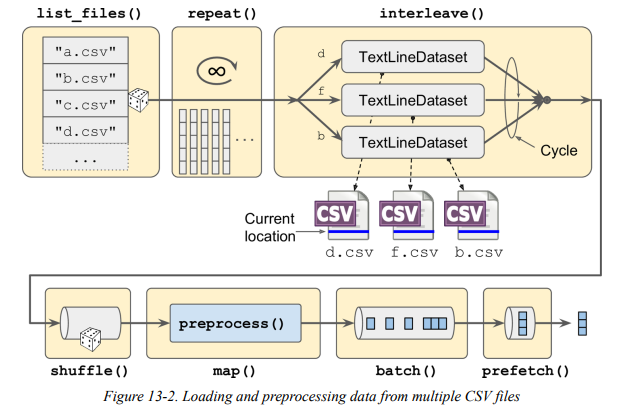 list_files()
repeat()
interleave()
"a.csv"
"b.csv"
"c.csv"
"d.csv"
...
∞
...
d
f
b
TextLineDataset
TextLineDataset
TextLineDataset
Cycle
Current
location
CSV
CSV
CSV
d.csv
f.csv
b.csv
preprocess()
shuffle()
map()
batch()
prefetch()
Figure 13-2. Loading and preprocessing data from multiple CSV files